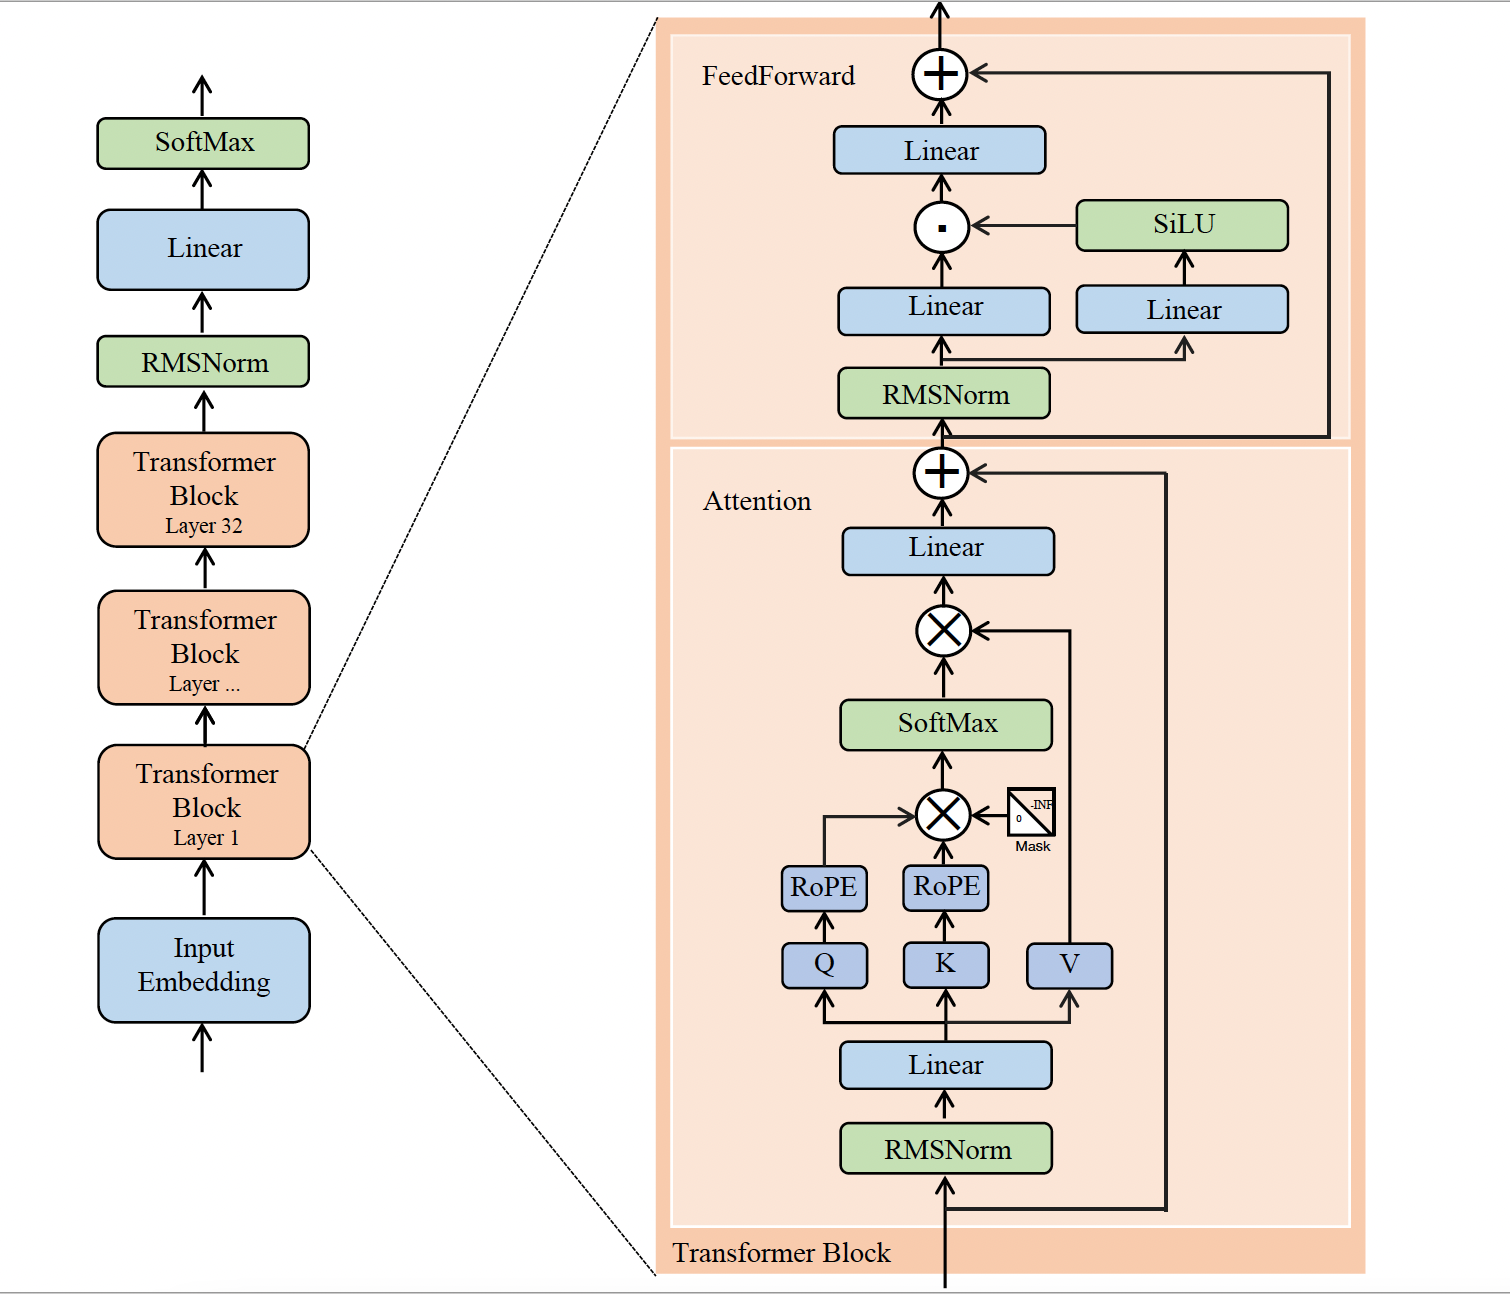 SoftMax
Linear
RMSNorm
Transformer
Block
Layer 32
Transformer
Block
Layer ...
Transformer
Block
Layer 1
Input
Embedding
FeedForward
+
Linear
.
SiLU
Linear
Linear
RMSNorm
+
Attention
Linear
×
SoftMax
×
-INF
0
Mask
RoPE
RoPE
Q
K
V
Linear
RMSNorm
Transformer Block